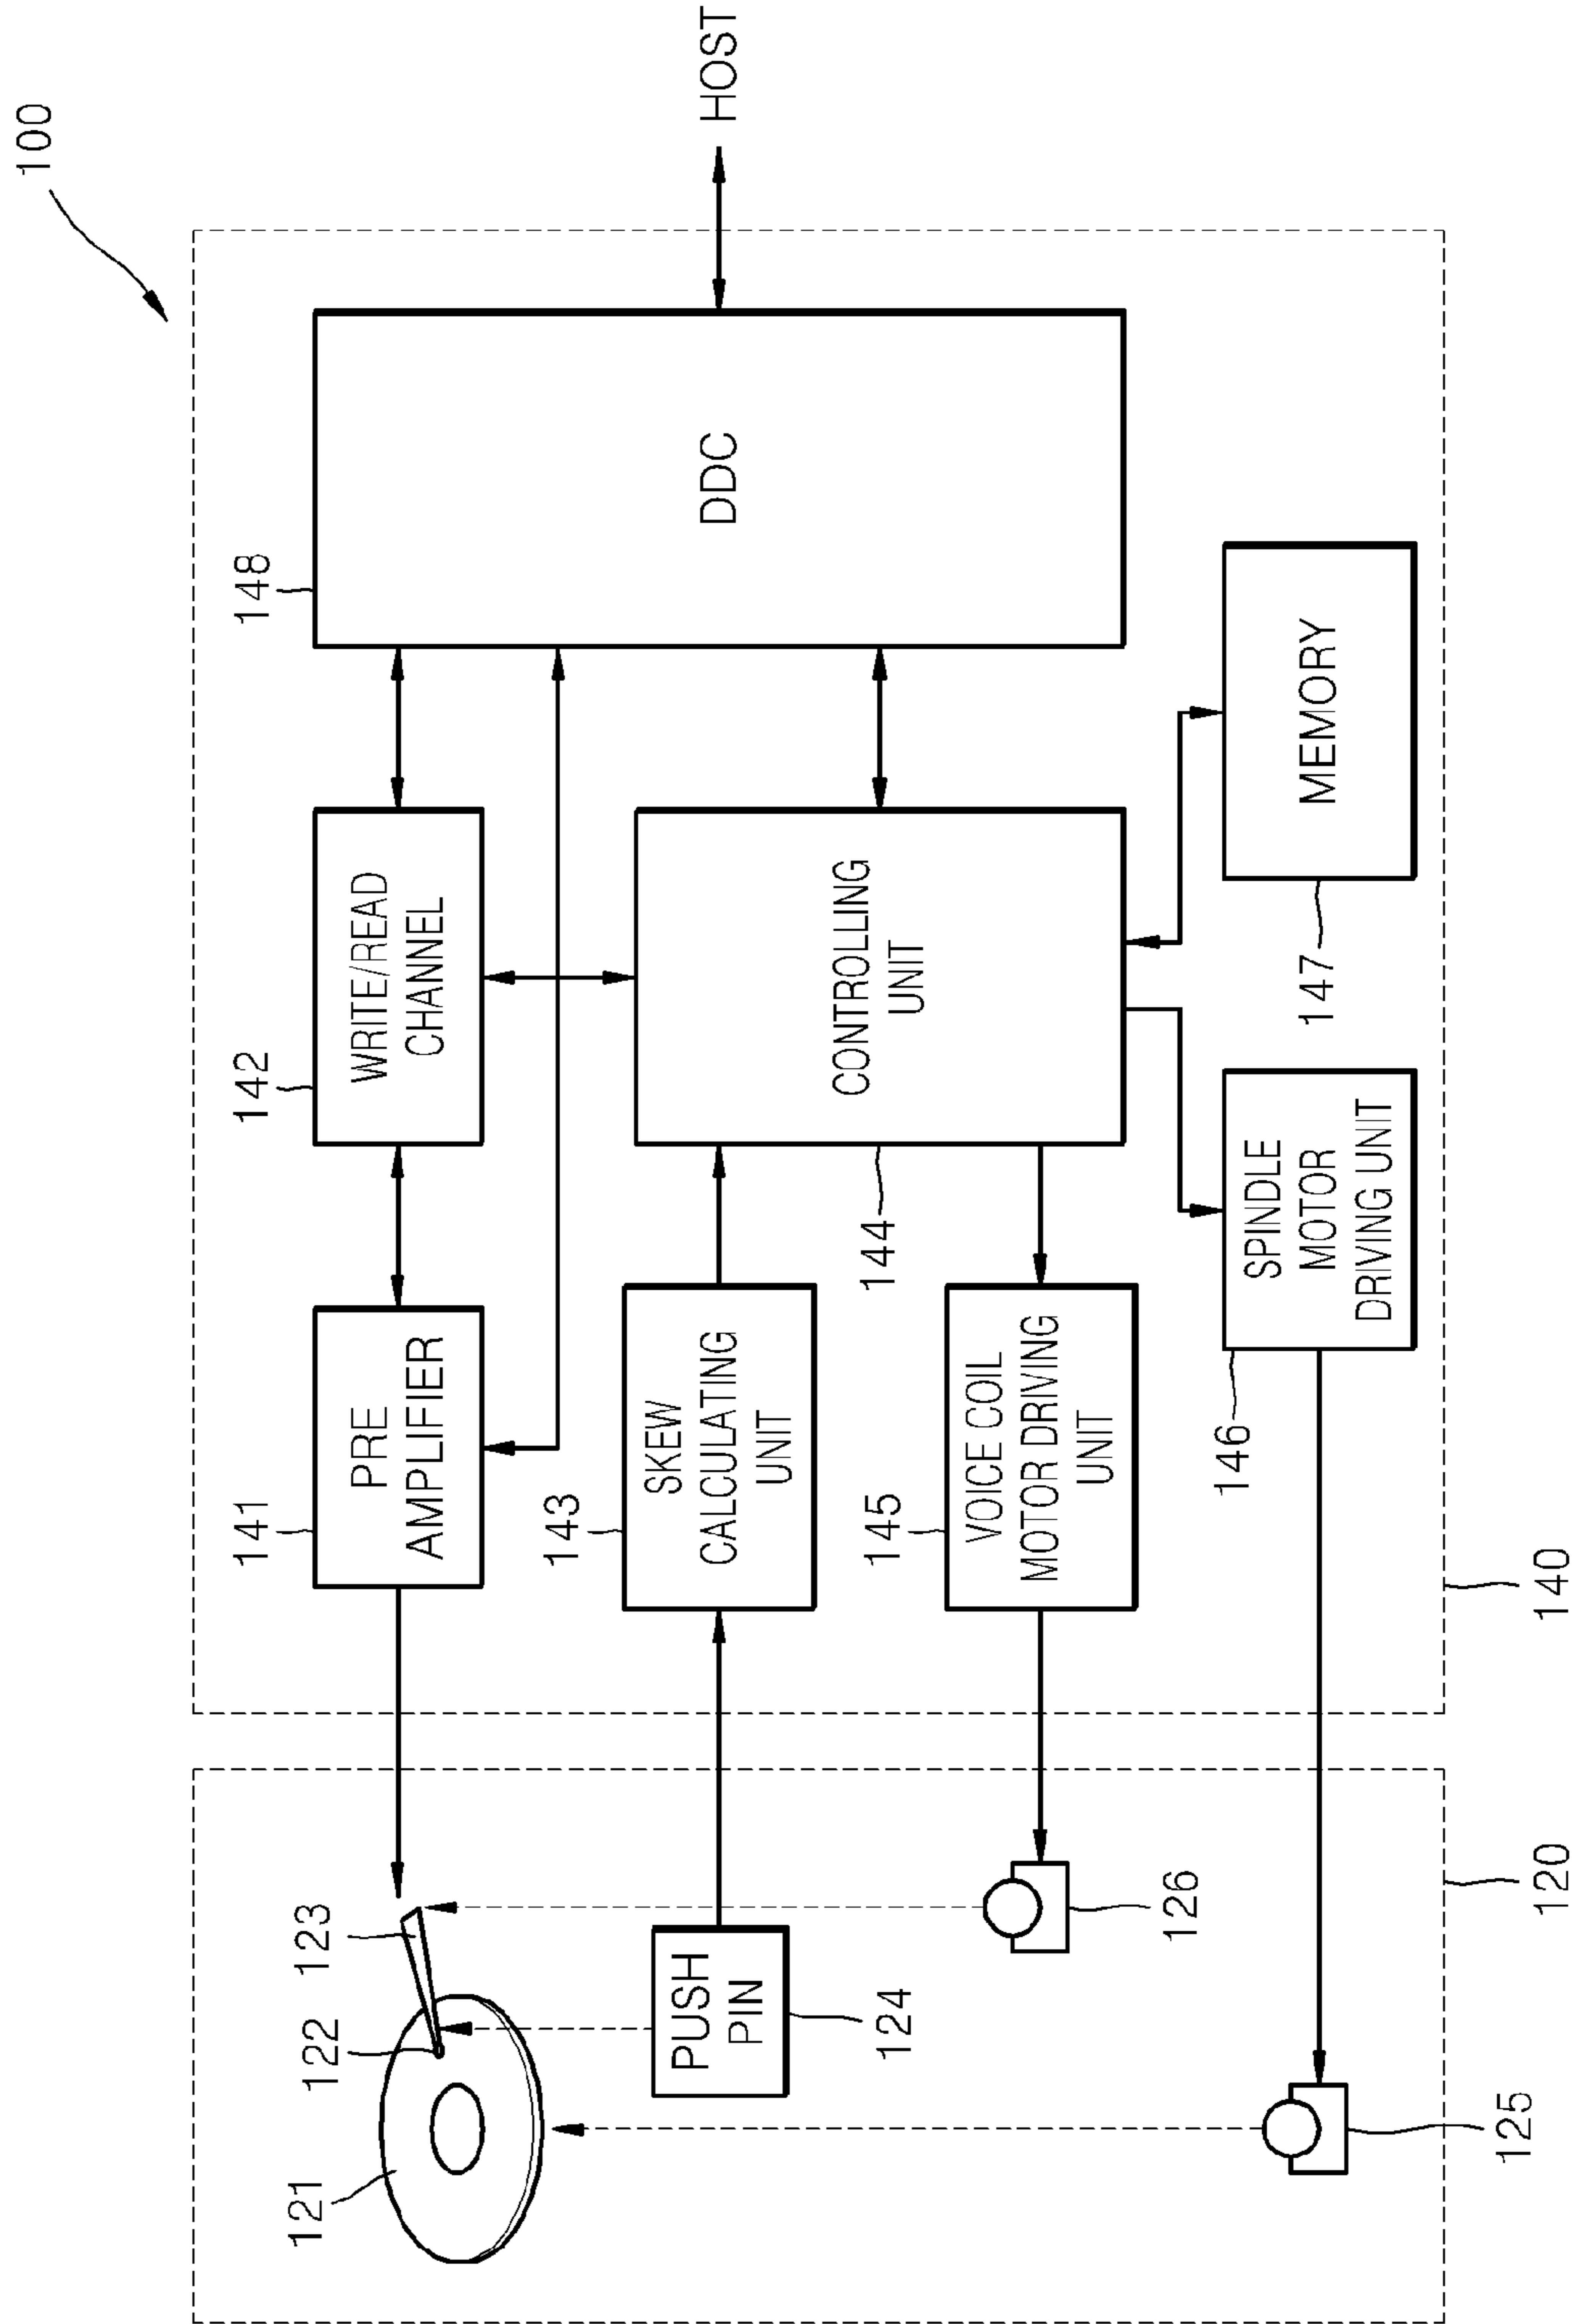 100
HOST
148
DDC
142
WRITE/READ
CHANNEL
141
PRE
AMPLIFIER
143
SKEW
CALCULATING
UNIT
144
CONTROLLING
UNIT
145
VOICE COIL
MOTOR DRIVING
UNIT
146
SPINDLE
MOTOR
DRIVING UNIT
147
MEMORY
140
121
122
123
PUSH
PIN
124
126
125
120